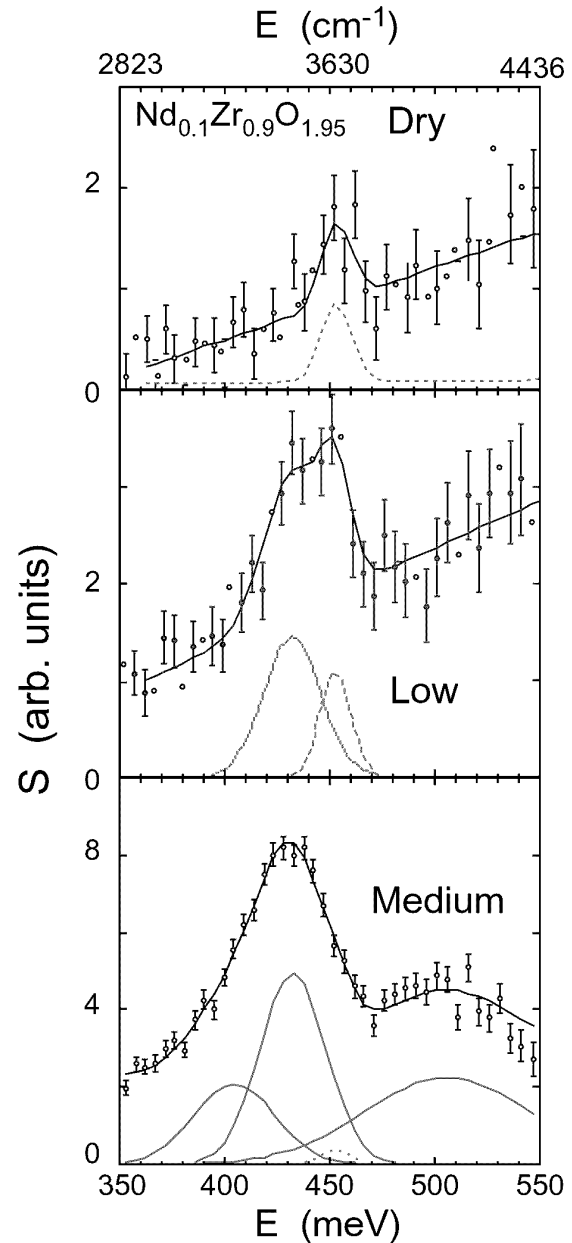 E (cm⁻¹)
2823 3630 4436
Nd₀.₁Zr₀.₉O₁.₉₅ Dry
2
0
S (arb. units)
2
Low
0
8
Medium
4
0
350 400 450 500 550
E (meV)